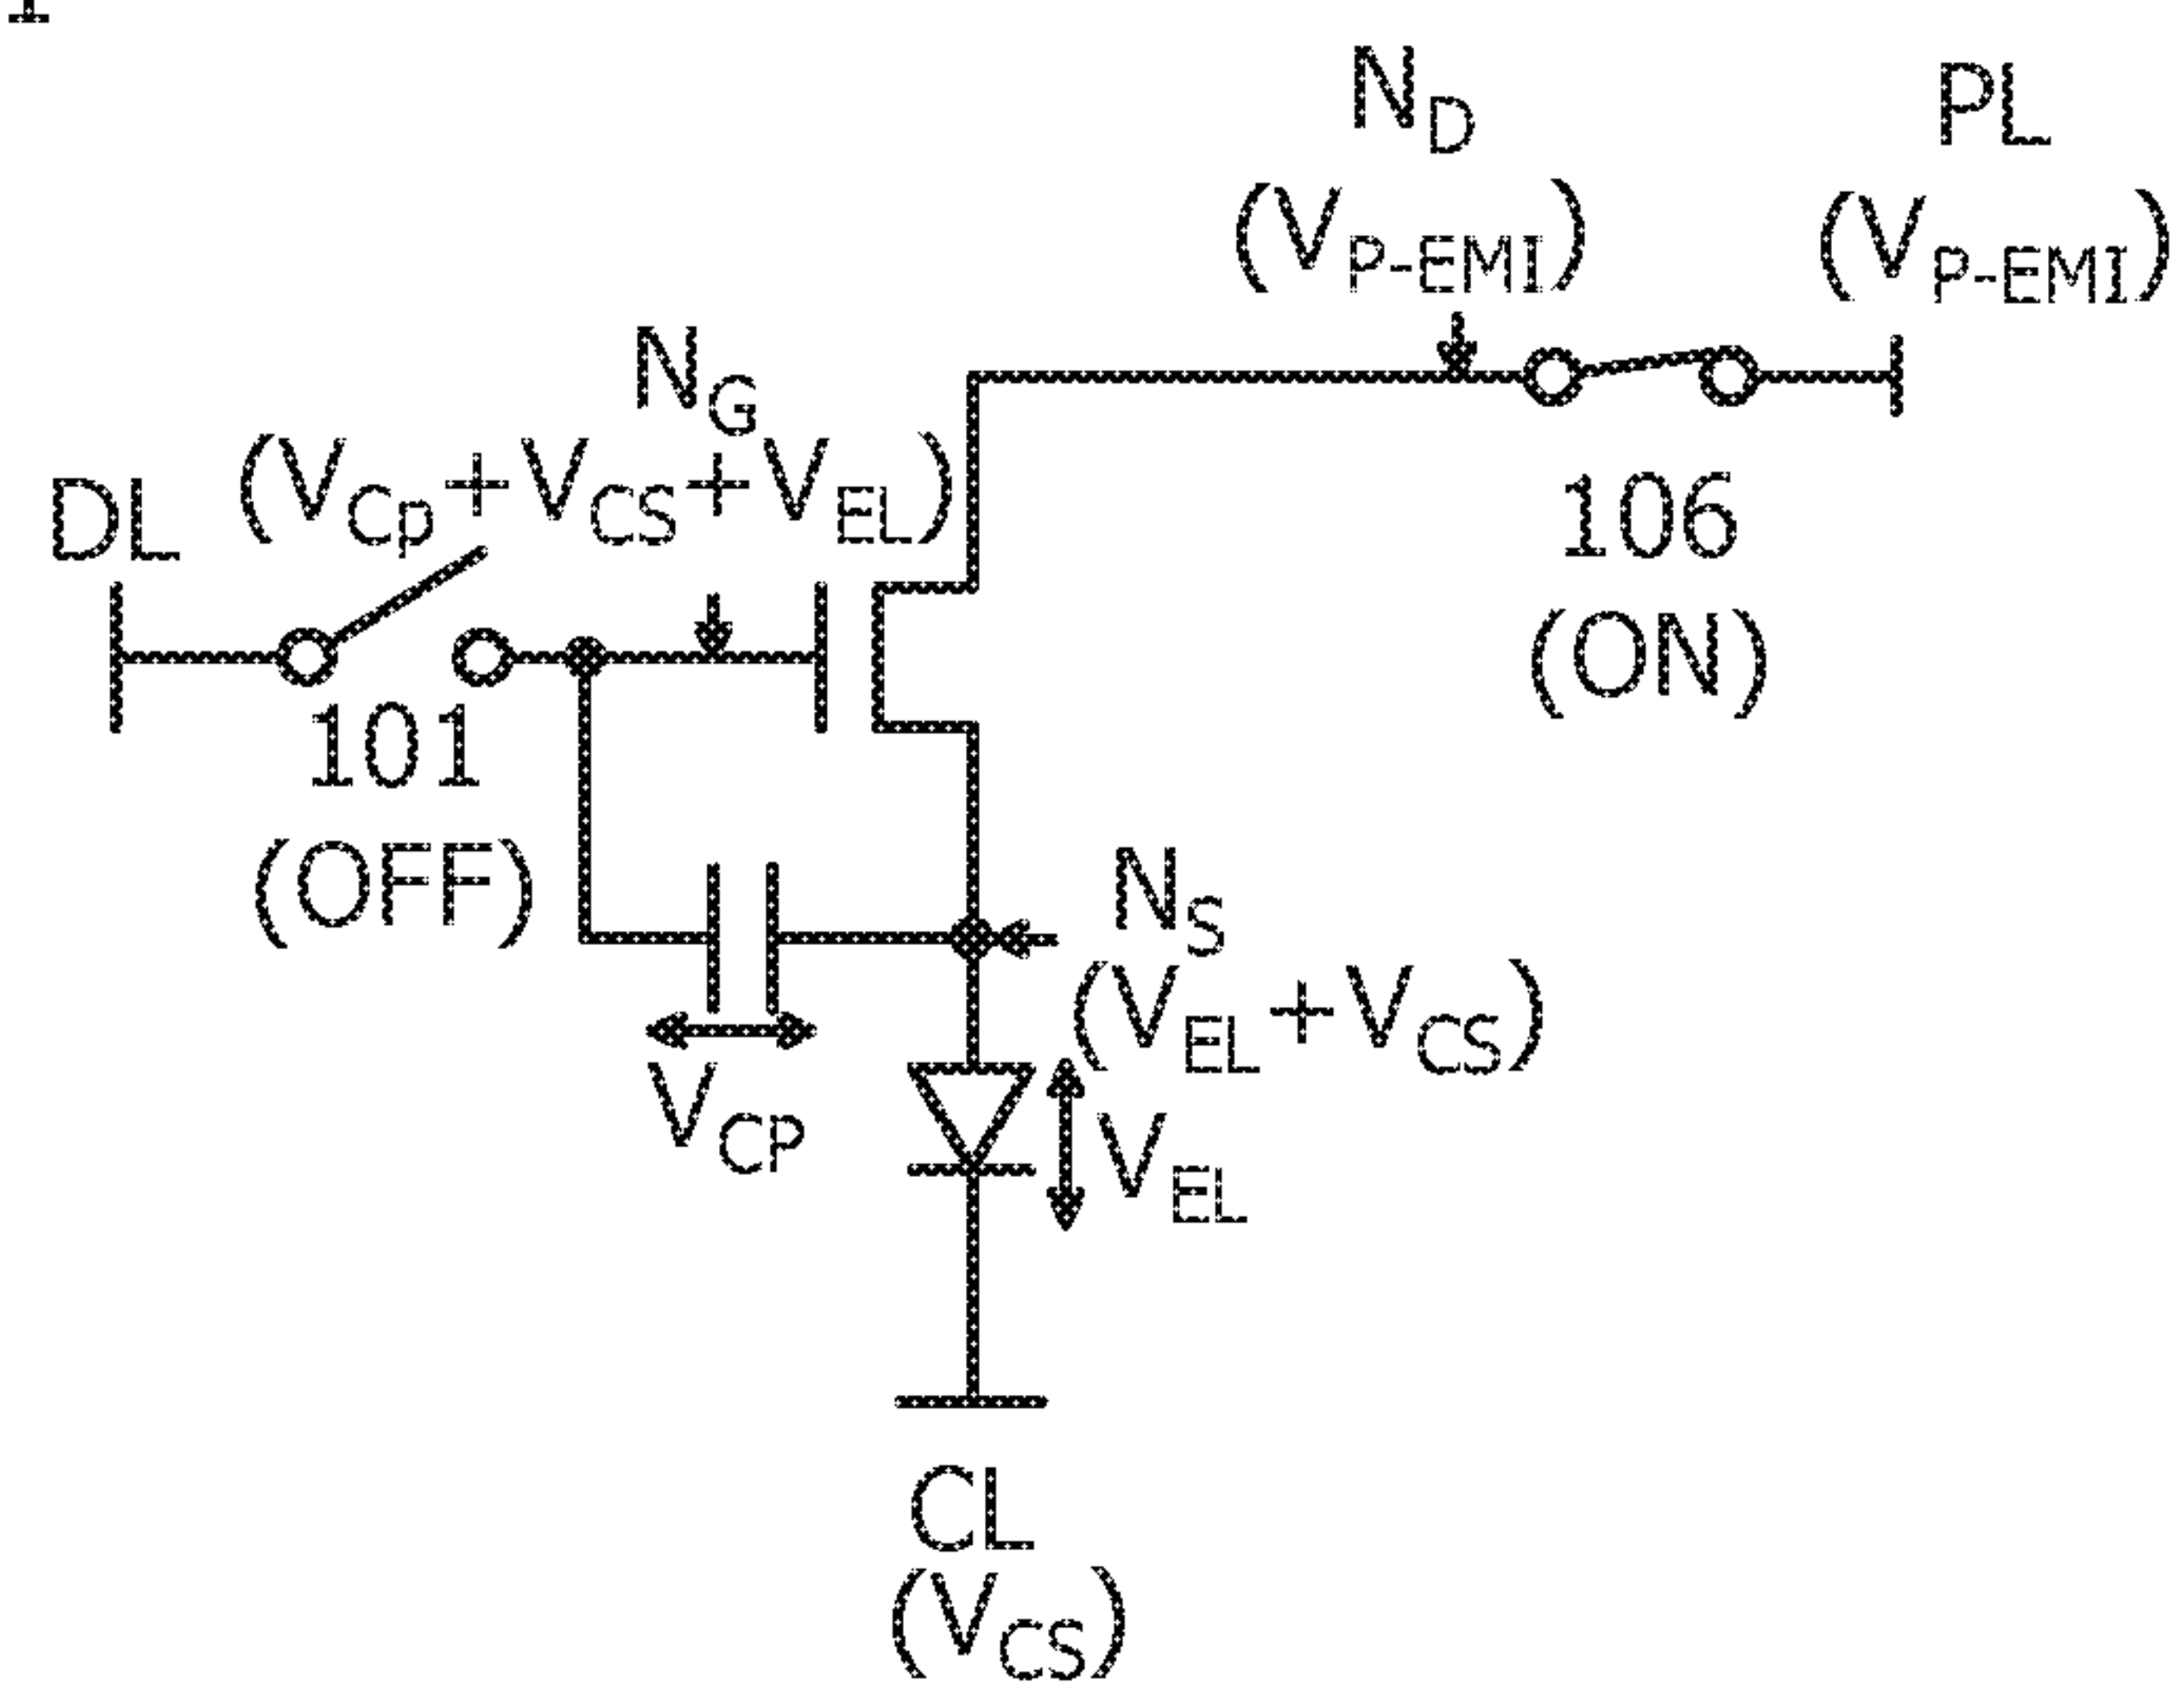 N_D
(V_P-EMI)
PL
(V_P-EMI)
N_G
(V_Cp+V_CS+V_EL)
DL
101
(OFF)
106
(ON)
N_S
(V_EL+V_CS)
V_CP
V_EL
CL
(V_CS)